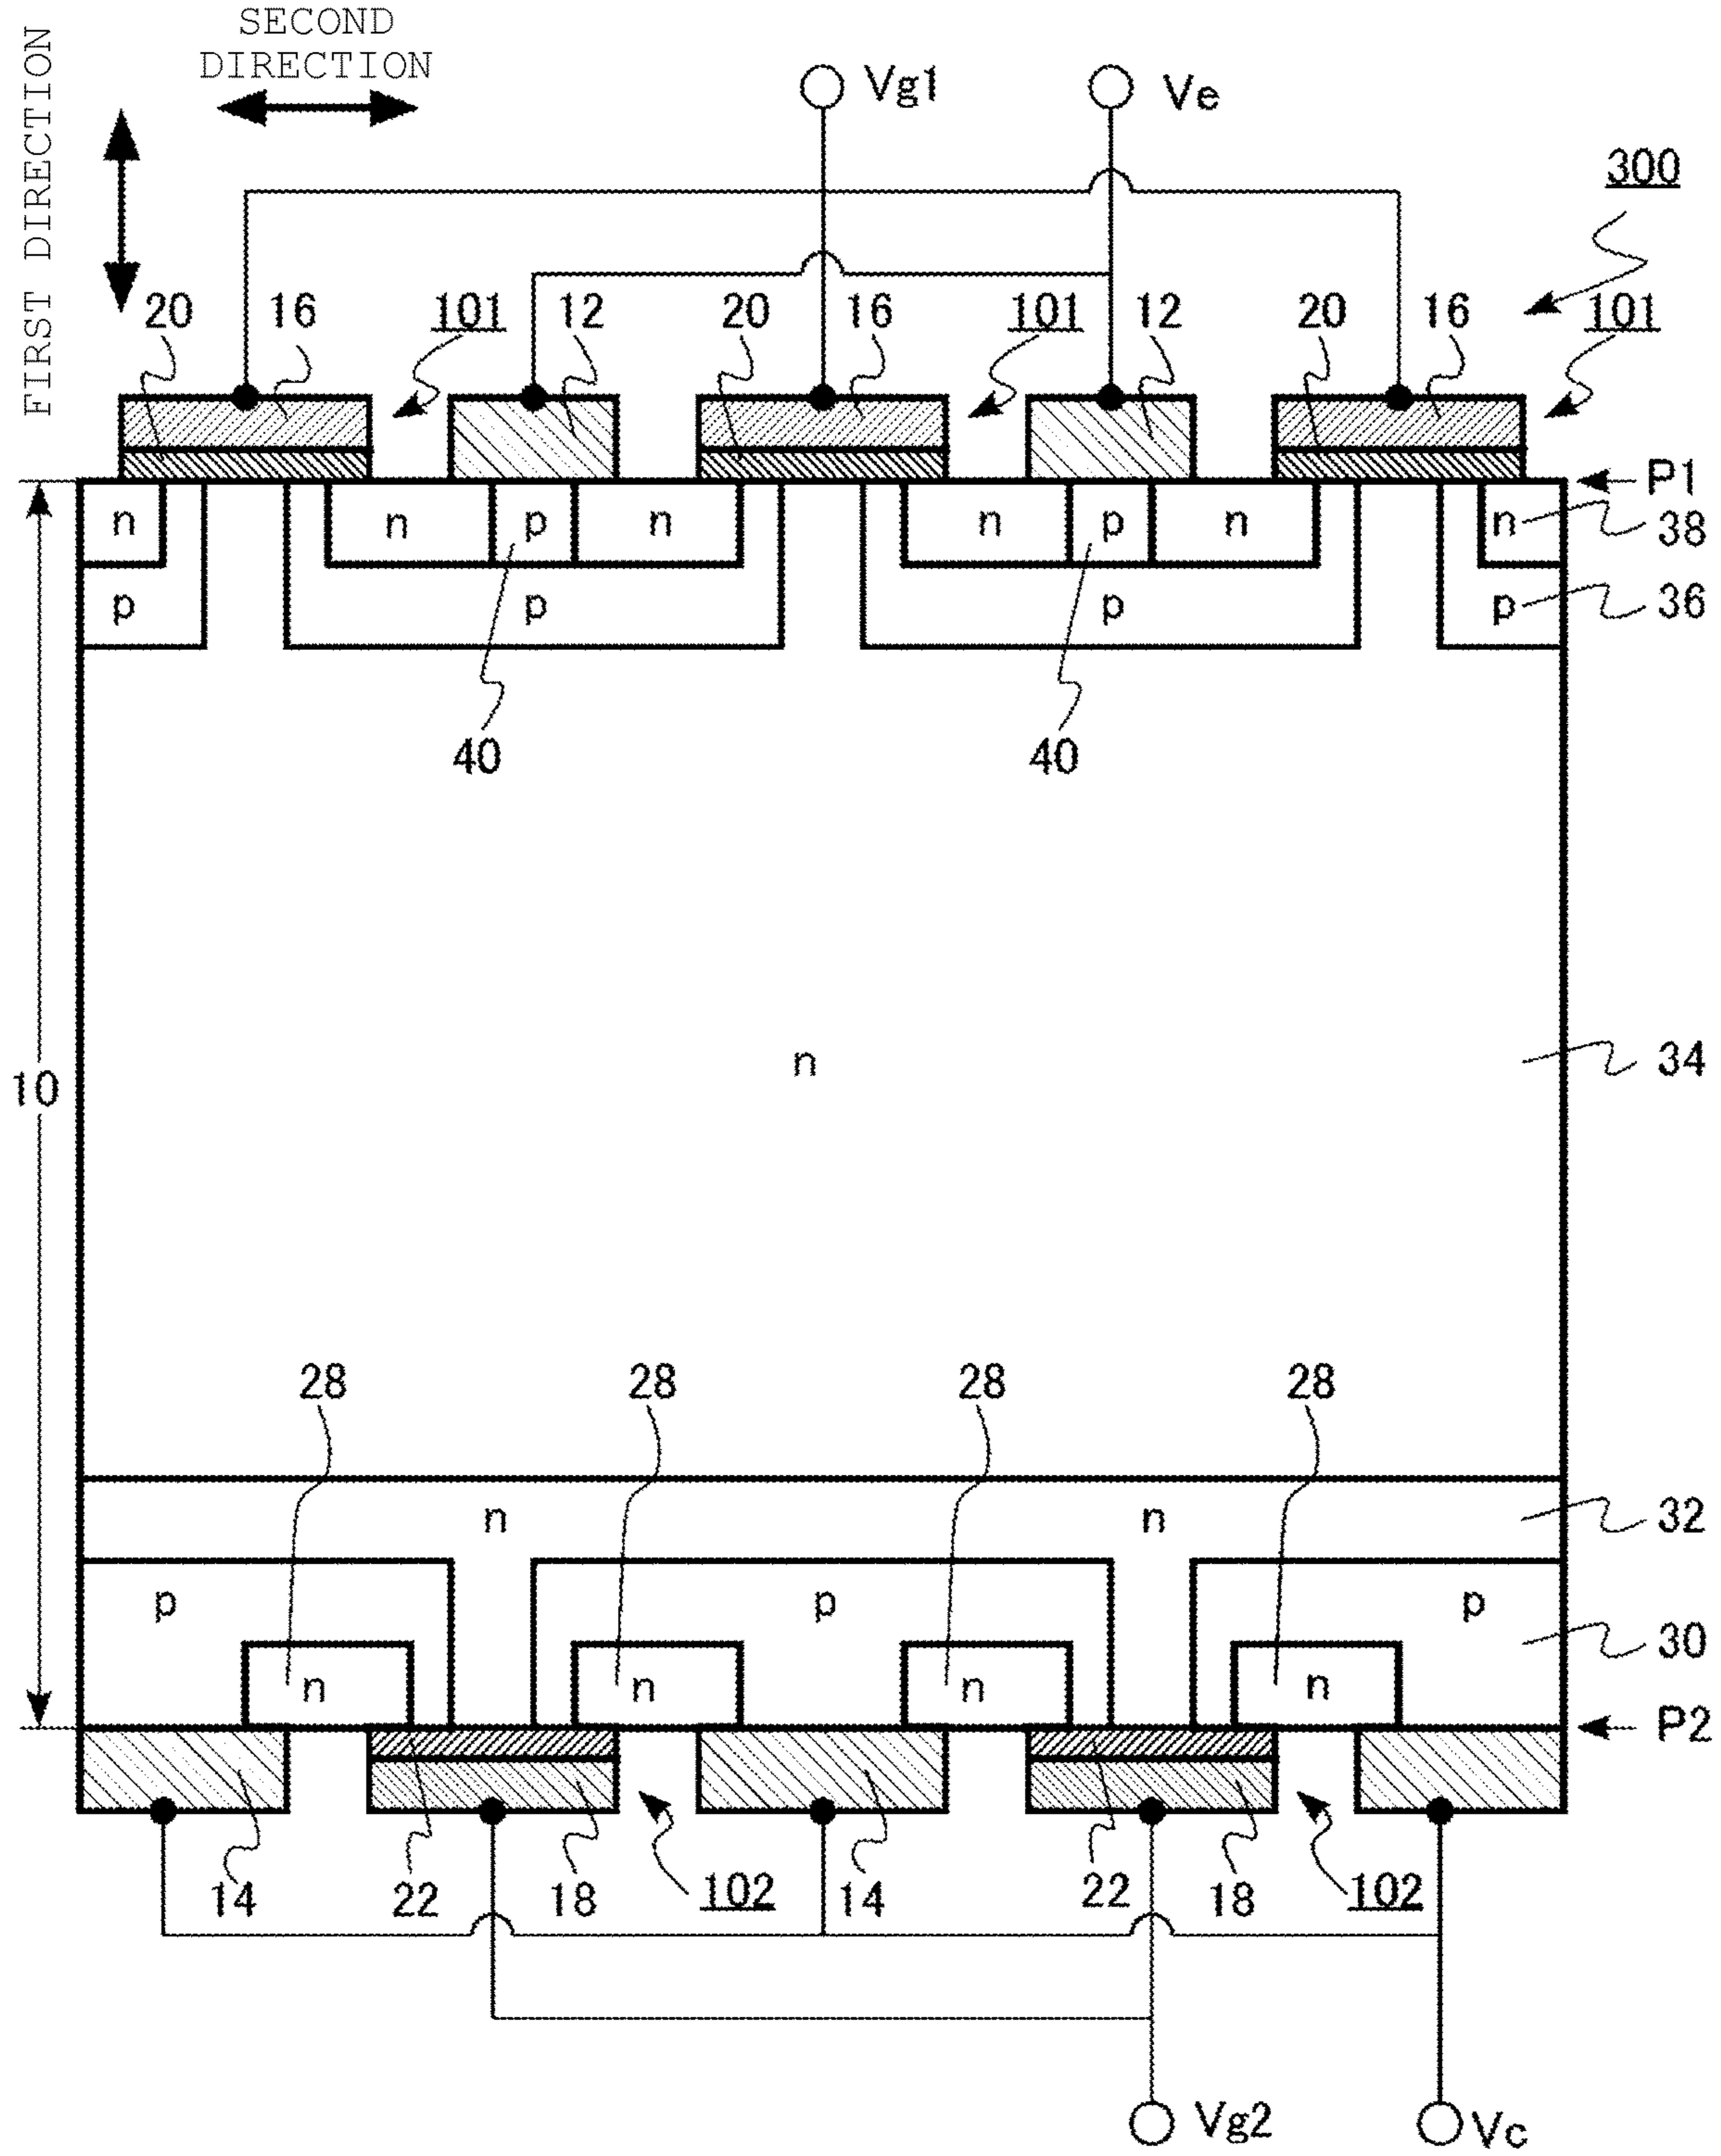 SECOND
DIRECTION
FIRST DIRECTION
Vg1 Ve
300
20 16 101 12 20 16 101 12 20 16 101
P1
n n p n n p n n 38
p p p p 36
40 40
n 34
10
28 28 28 28
n n 32
p p p
30
n n n n
P2
14 22 18 102 14 22 18 102
Vg2 Vc